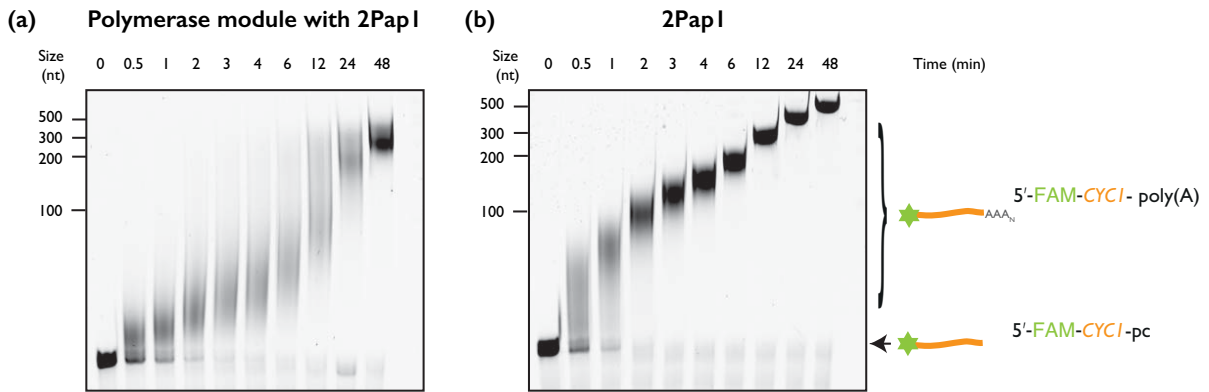 (a) Polymerase module with 2Pap1
Size (nt) 0 0.5 1 2 3 4 6 12 24 48
500
300
200
100
(b) 2Pap1
Size (nt) 0 0.5 1 2 3 4 6 12 24 48 Time (min)
500
300
200
100
5′-FAM-CYC1- poly(A)
AAAN
5′-FAM-CYC1-pc